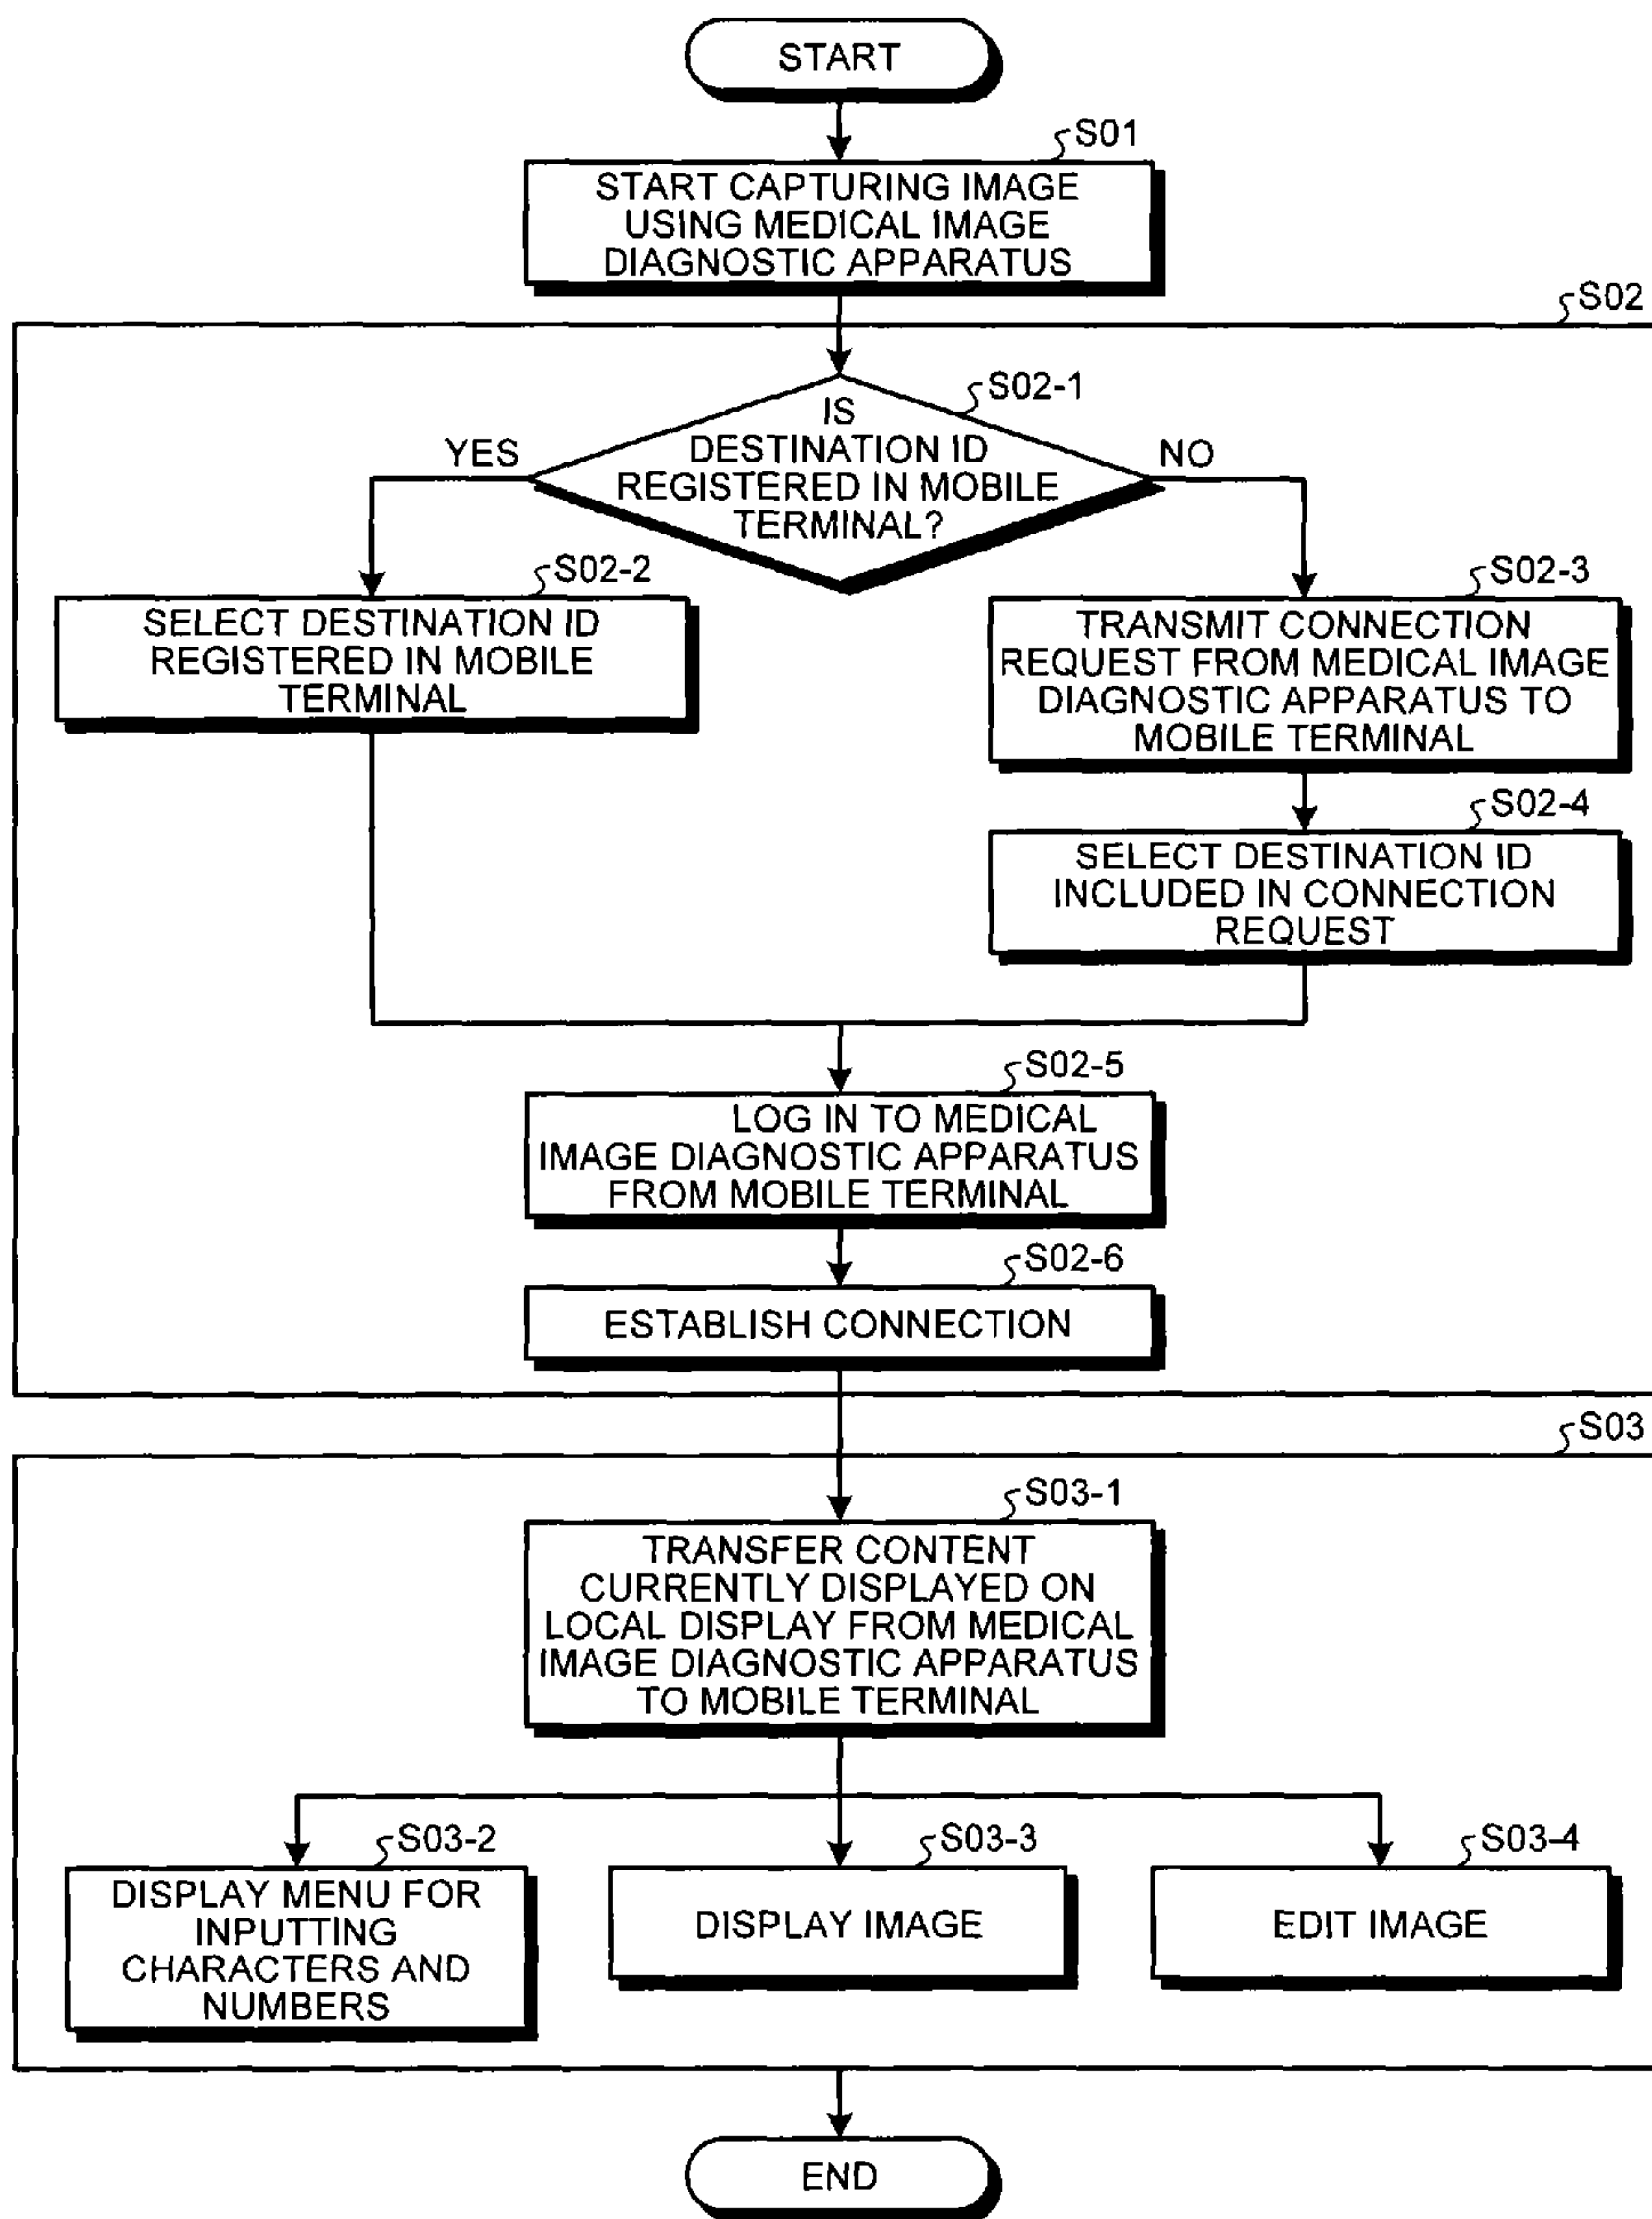 START
S01
START CAPTURING IMAGE
USING MEDICAL IMAGE
DIAGNOSTIC APPARATUS
S02
S02-1
IS
DESTINATION ID
REGISTERED IN MOBILE
TERMINAL?
YES
NO
S02-2
SELECT DESTINATION ID
REGISTERED IN MOBILE
TERMINAL
S02-3
TRANSMIT CONNECTION
REQUEST FROM MEDICAL IMAGE
DIAGNOSTIC APPARATUS TO
MOBILE TERMINAL
S02-4
SELECT DESTINATION ID
INCLUDED IN CONNECTION
REQUEST
S02-5
LOG IN TO MEDICAL
IMAGE DIAGNOSTIC APPARATUS
FROM MOBILE TERMINAL
S02-6
ESTABLISH CONNECTION
S03
S03-1
TRANSFER CONTENT
CURRENTLY DISPLAYED ON
LOCAL DISPLAY FROM MEDICAL
IMAGE DIAGNOSTIC APPARATUS
TO MOBILE TERMINAL
S03-2
DISPLAY MENU FOR
INPUTTING
CHARACTERS AND
NUMBERS
S03-3
DISPLAY IMAGE
S03-4
EDIT IMAGE
END